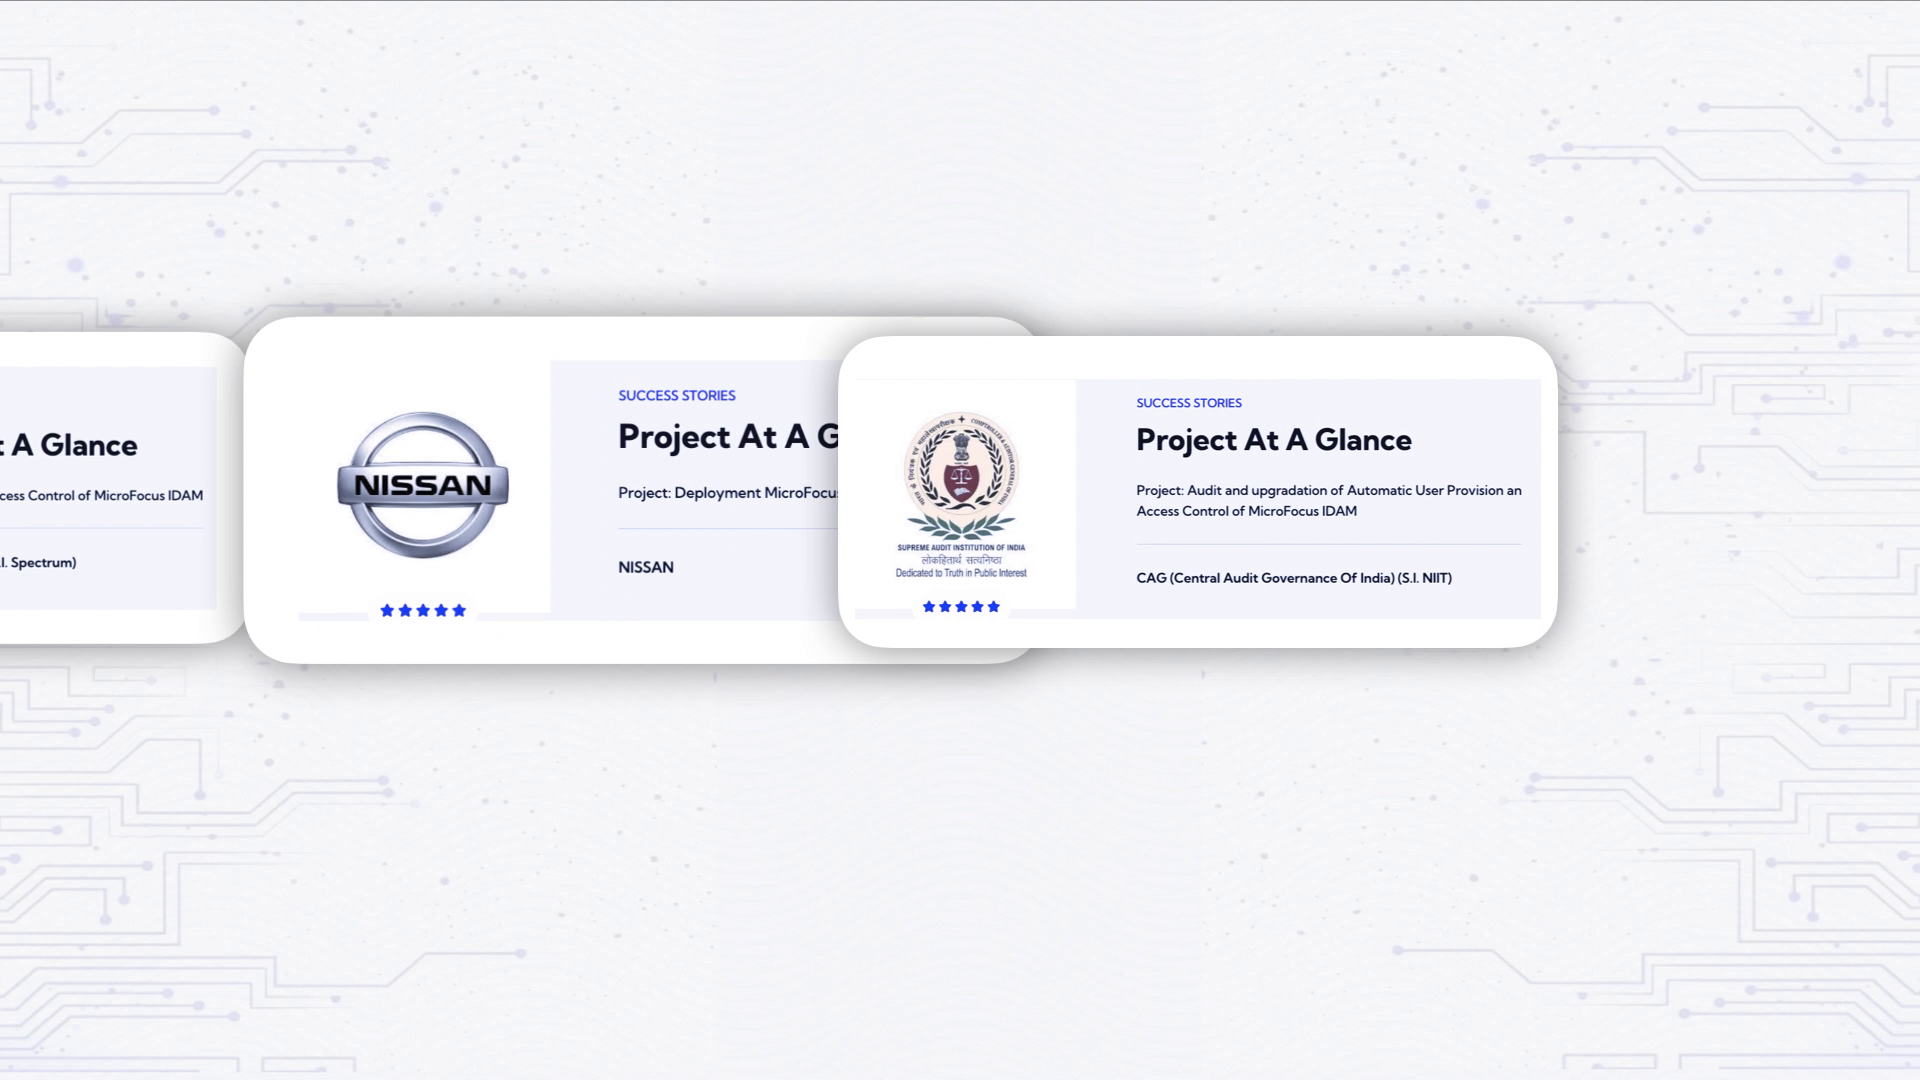 t A Glance
cess Control of MicroFocus IDAM
.I. Spectrum)
NISSAN
SUCCESS STORIES
Project At A G
Project: Deployment MicroFocus
NISSAN
SUPREME AUDIT INSTITUTION OF INDIA
लोकहितार्थ सत्यनिष्ठा
Dedicated to Truth in Public Interest
SUCCESS STORIES
Project At A Glance
Project: Audit and upgradation of Automatic User Provision an
Access Control of MicroFocus IDAM
CAG (Central Audit Governance Of India) (S.I. NIIT)